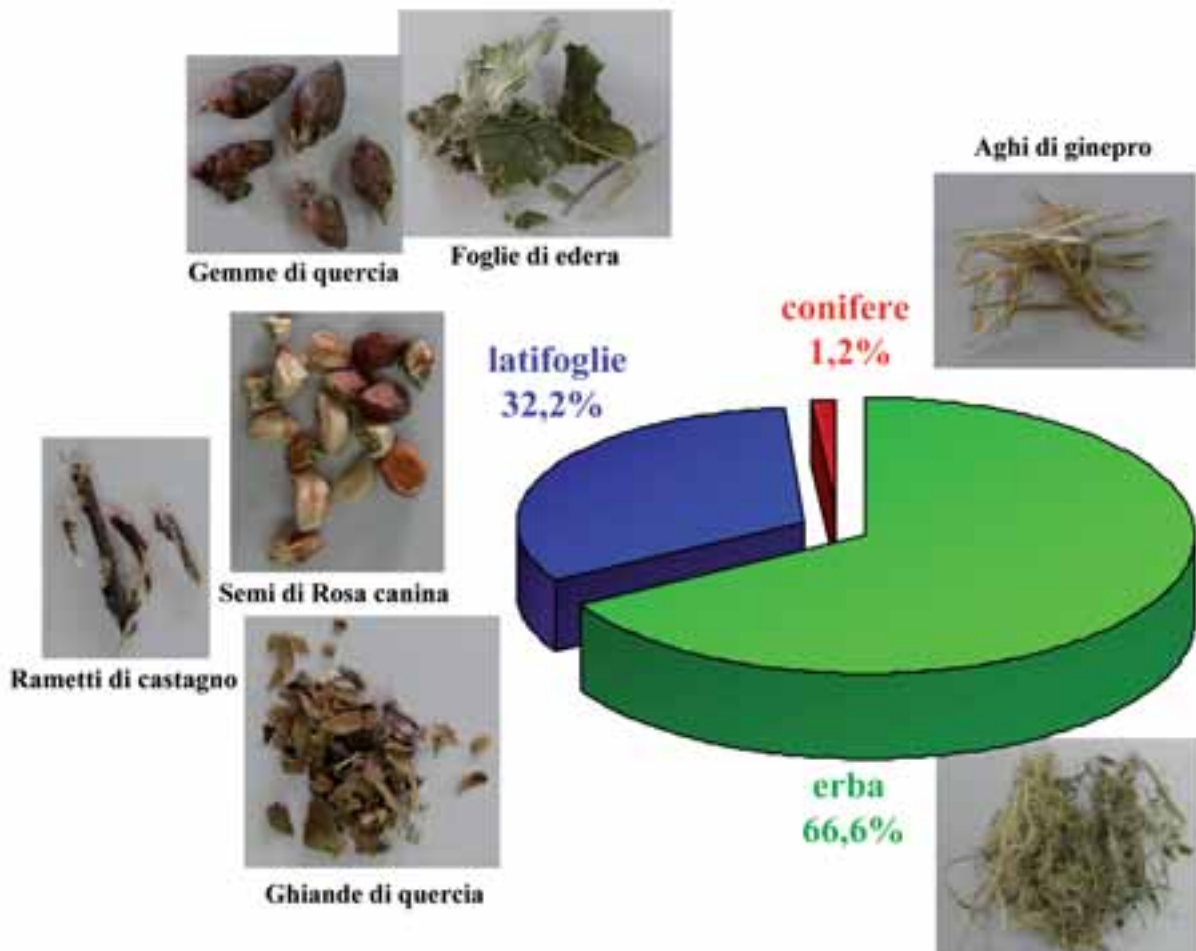 Aghi di ginepro
Gemme di quercia
Foglie di edera
conifere
1,2%
latifoglie
32,2%
Semi di Rosa canina
Rametti di castagno
erba
66,6%
Ghiande di quercia